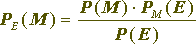 P_E(M) = P(M) · P_M(E) / P(E)